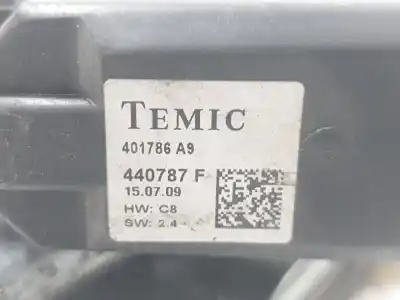 TEMIC
401786 A9
440787 F
15.07.09
HW: C8
SW: 2.4